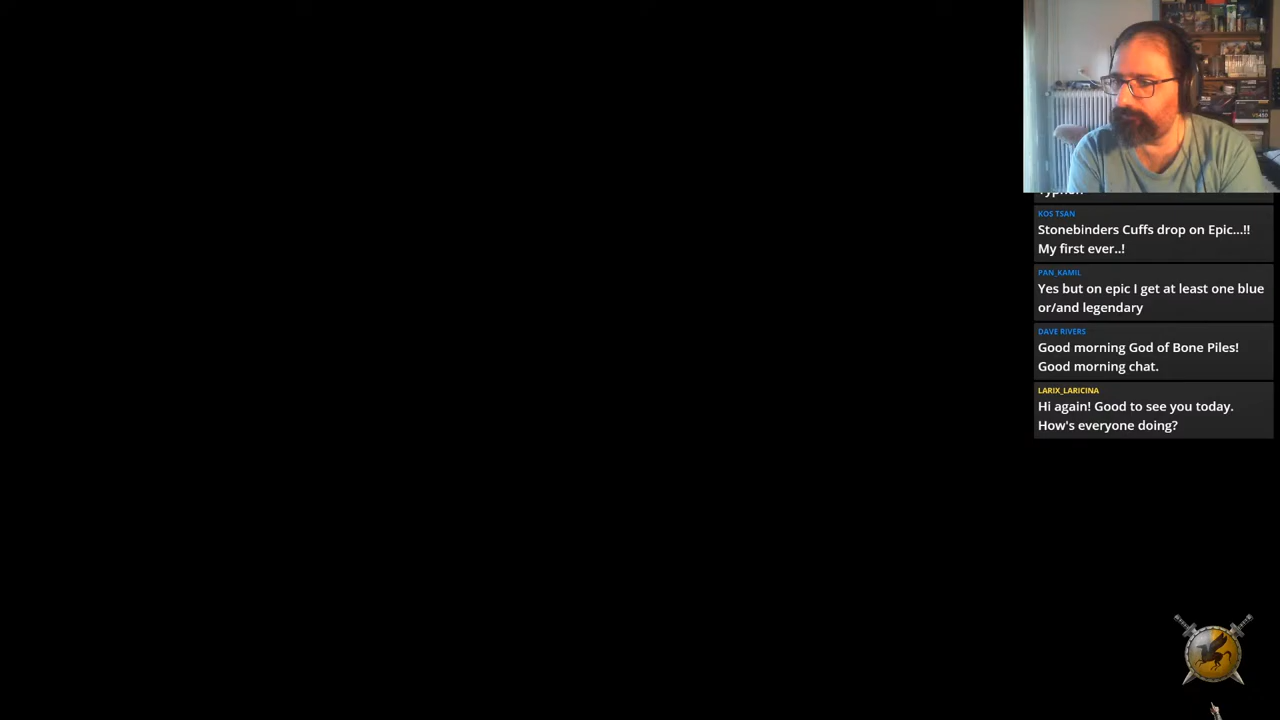 KOS TSAN
Stonebinders Cuffs drop on Epic...!!
My first ever..!
PAN_KAMIL
Yes but on epic I get at least one blue
or/and legendary
DAVE RIVERS
Good morning God of Bone Piles!
Good morning chat.
LARIX_LARICINA
Hi again! Good to see you today.
How's everyone doing?